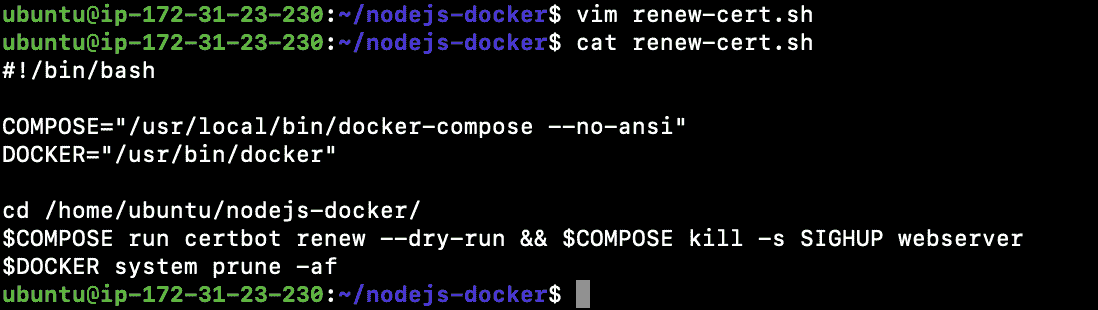 ubuntu@ip-172-31-23-230:~/nodejs-docker$ vim renew-cert.sh
ubuntu@ip-172-31-23-230:~/nodejs-docker$ cat renew-cert.sh
#!/bin/bash
COMPOSE="/usr/local/bin/docker-compose --no-ansi"
DOCKER="/usr/bin/docker"
cd /home/ubuntu/nodejs-docker/
$COMPOSE run certbot renew --dry-run && $COMPOSE kill -s SIGHUP webserver
$DOCKER system prune -af
ubuntu@ip-172-31-23-230:~/nodejs-docker$